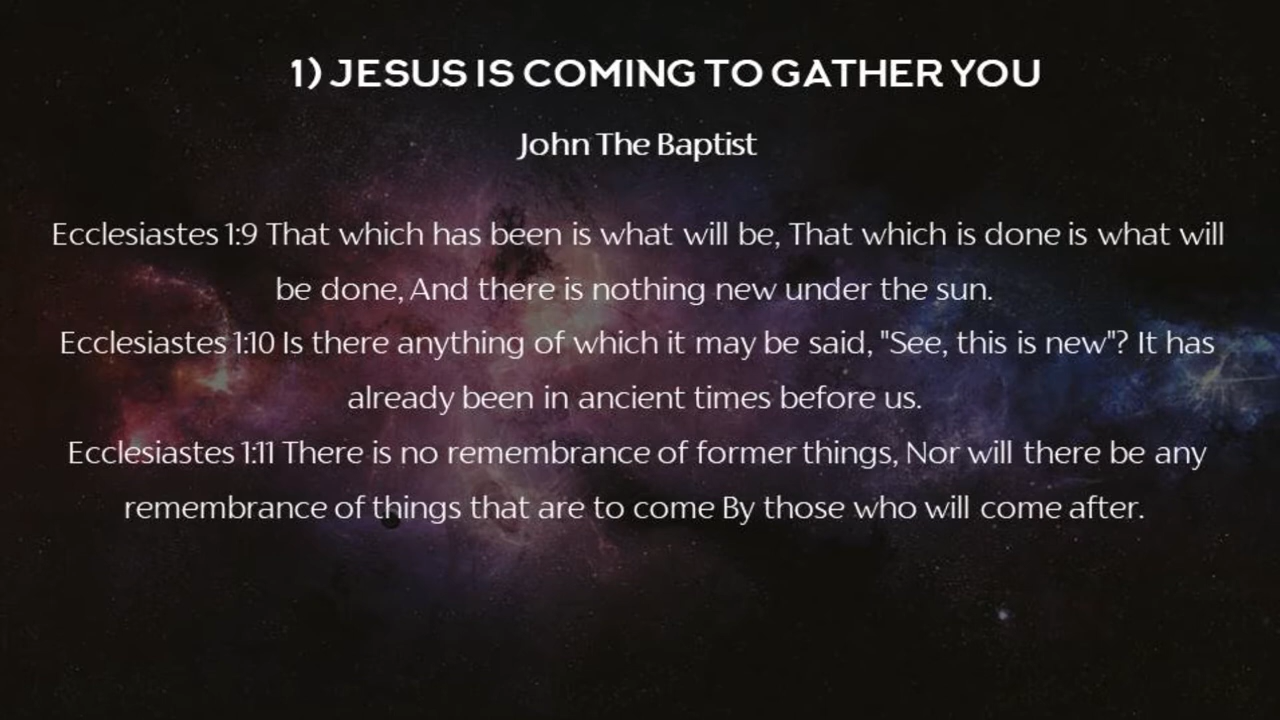 1) JESUS IS COMING TO GATHER YOU
John The Baptist
Ecclesiastes 1:9 That which has been is what will be, That which is done is what will
be done, And there is nothing new under the sun.
Ecclesiastes 1:10 Is there anything of which it may be said, "See, this is new"? It has
already been in ancient times before us.
Ecclesiastes 1:11 There is no remembrance of former things, Nor will there be any
remembrance of things that are to come By those who will come after.